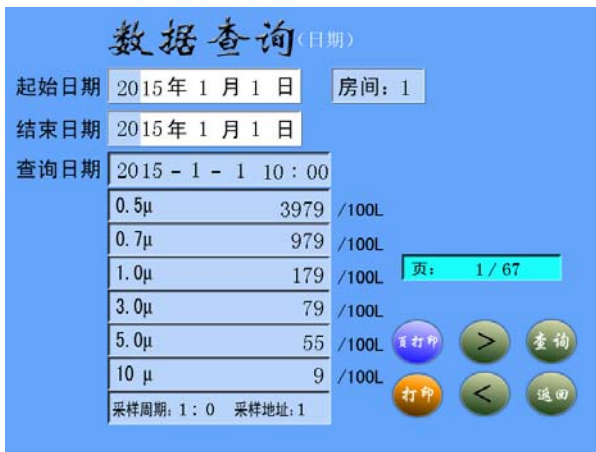 数据查询(日期)
起始日期 2015年 1 月 1 日 房间: 1
结束日期 2015年 1 月 1 日
查询日期 2015 - 1 - 1 10 : 00
0.5μ 3979 /100L
0.7μ 979 /100L
1.0μ 179 /100L
页: 1 / 67
3.0μ 79 /100L
5.0μ 55 /100L
页打印 > 查询
10 μ 9 /100L
打印 < 返回
采样周期: 1 : 0 采样地址: 1